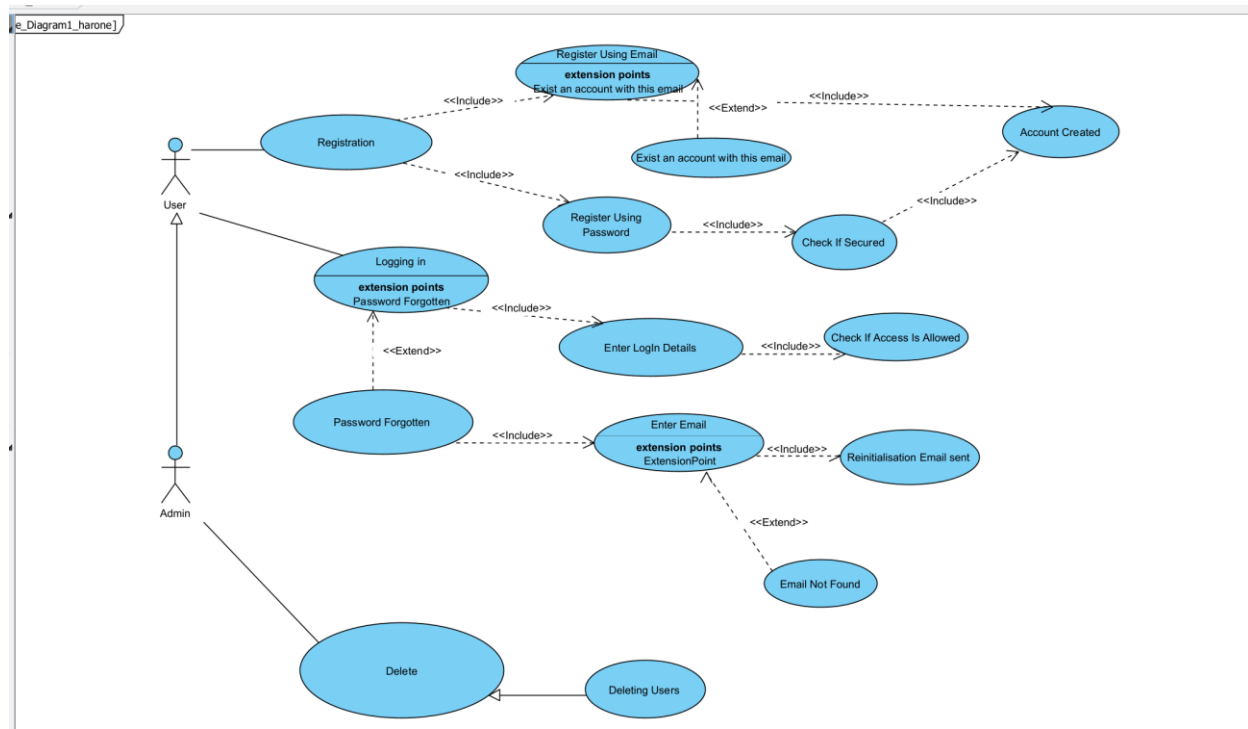 e_Diagram1_harone]
Register Using Email
extension points
Exist an account with this email
<<Include>>
<<Extend>>
<<Include>>
Registration
Account Created
Exist an account with this email
<<Include>>
User
Register Using
Password
<<Include>>
Check If Secured
<<Include>>
Logging in
extension points
Password Forgotten
<<Include>>
Enter LogIn Details
<<Include>>
Check If Access Is Allowed
<<Extend>>
Password Forgotten
<<Include>>
Enter Email
extension points
ExtensionPoint
<<Include>>
Reinitialisation Email sent
Admin
<<Extend>>
Email Not Found
Delete
Deleting Users